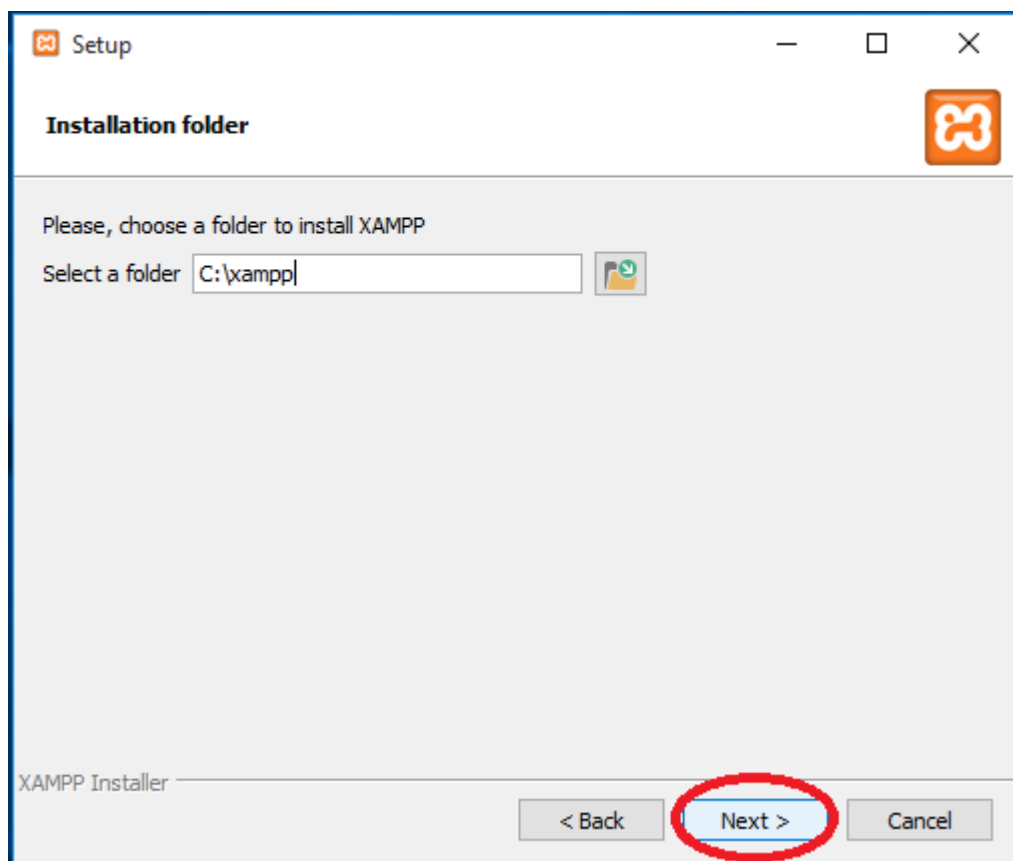 Setup
Installation folder
Please, choose a folder to install XAMPP
Select a folder C:\xampp
XAMPP Installer
< Back Next > Cancel